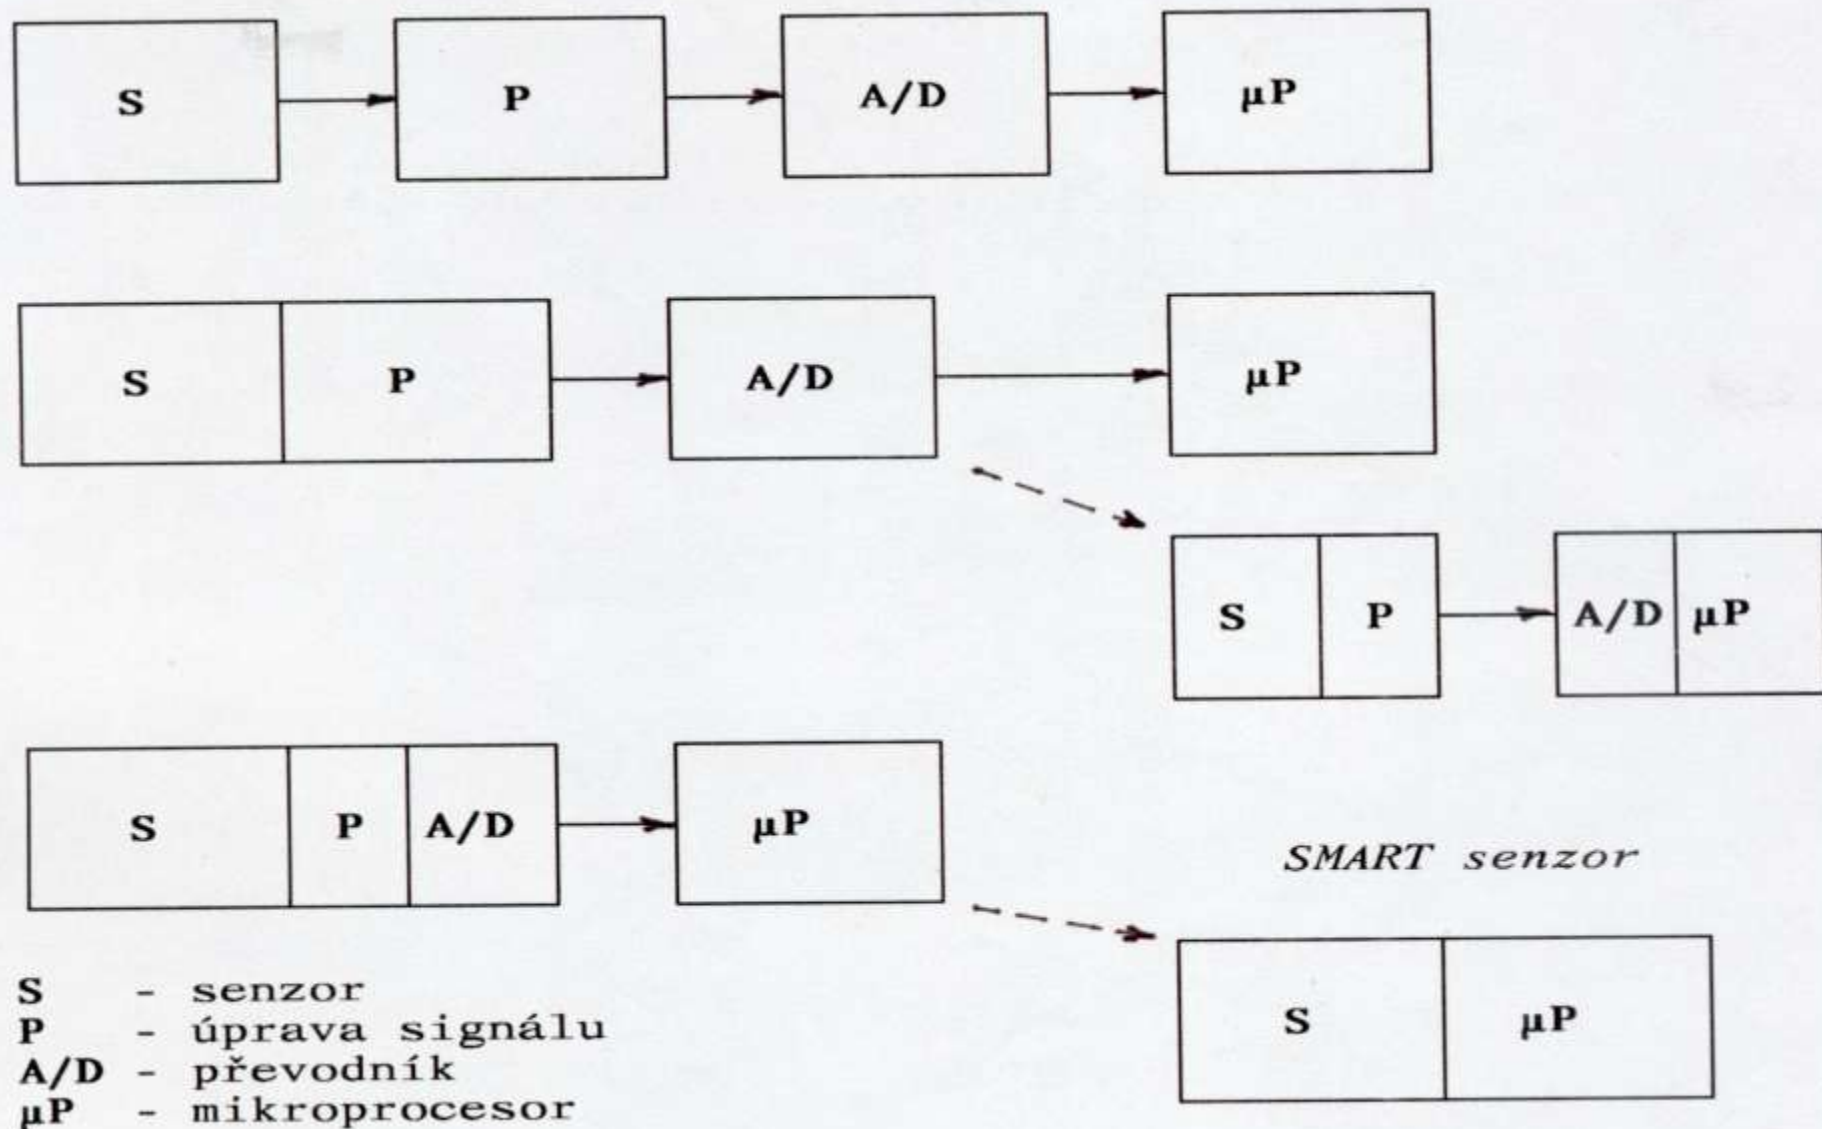 S P A/D µP
S P A/D µP
S P A/D µP
S P A/D µP
SMART senzor
S µP
S - senzor
P - úprava signálu
A/D - převodník
µP - mikroprocesor